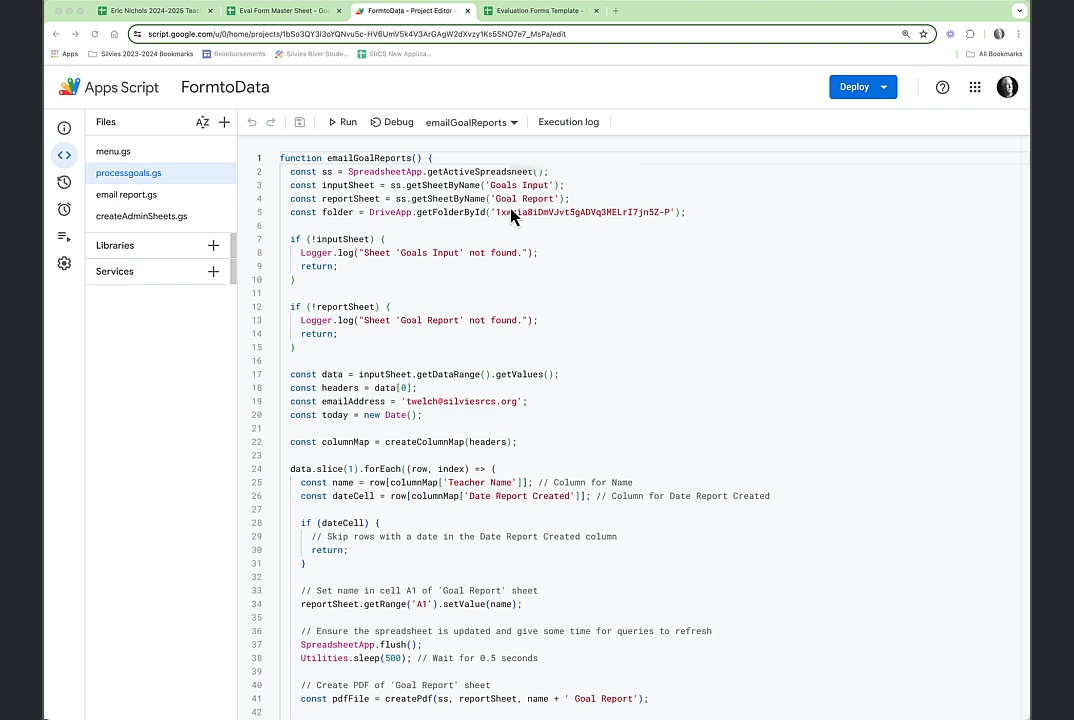 Eric Nichols 2024-2025 Teac
Eval Form Master Sheet - Go
FormtoData - Project Editor -
Evaluation Forms Template -
script.google.com/u/0/home/projects/1bSo3QY3l3oYQNvu5c-HV6UmV5k4V3ArGAgW2dXvzy1Ks5SNO7e7_MsPa/edit
Apps
Silvies 2023-2024 Bookmarks
Reimbursements
Silvies River Stude...
SRCS New Applica...
All Bookmarks
Apps Script
FormtoData
Deploy
Files
AZ
Run
Debug
emailGoalReports
Execution log
menu.gs
processgoals.gs
email report.gs
createAdminSheets.gs
Libraries
Services
1 function emailGoalReports() {
2 const ss = SpreadsheetApp.getActiveSpreadsheet();
3 const inputSheet = ss.getSheetByName('Goals Input');
4 const reportSheet = ss.getSheetByName('Goal Report');
5 const folder = DriveApp.getFolderById(
6
7 if (!inputSheet) {
8 Logger.log("Sheet 'Goals Input' not found.");
9 return;
10 }
11
12 if (!reportSheet) {
13 Logger.log("Sheet 'Goal Report' not found.");
14 return;
15 }
16
17 const data = inputSheet.getDataRange().getValues();
18 const headers = data[0];
19 const emailAddress = 'twelch@silviesrcs.org';
20 const today = new Date();
21
22 const columnMap = createColumnMap(headers);
23
24 data.slice(1).forEach((row, index) => {
25 const name = row[columnMap['Teacher Name']]; // Column for Name
26 const dateCell = row[columnMap['Date Report Created']]; // Column for Date Report Created
27
28 if (dateCell) {
29 // Skip rows with a date in the Date Report Created column
30 return;
31 }
32
33 // Set name in cell A1 of 'Goal Report' sheet
34 reportSheet.getRange('A1').setValue(name);
35
36 // Ensure the spreadsheet is updated and give some time for queries to refresh
37 SpreadsheetApp.flush();
38 Utilities.sleep(500); // Wait for 0.5 seconds
39
40 // Create PDF of 'Goal Report' sheet
41 const pdfFile = createPdf(ss, reportSheet, name + ' Goal Report');
42